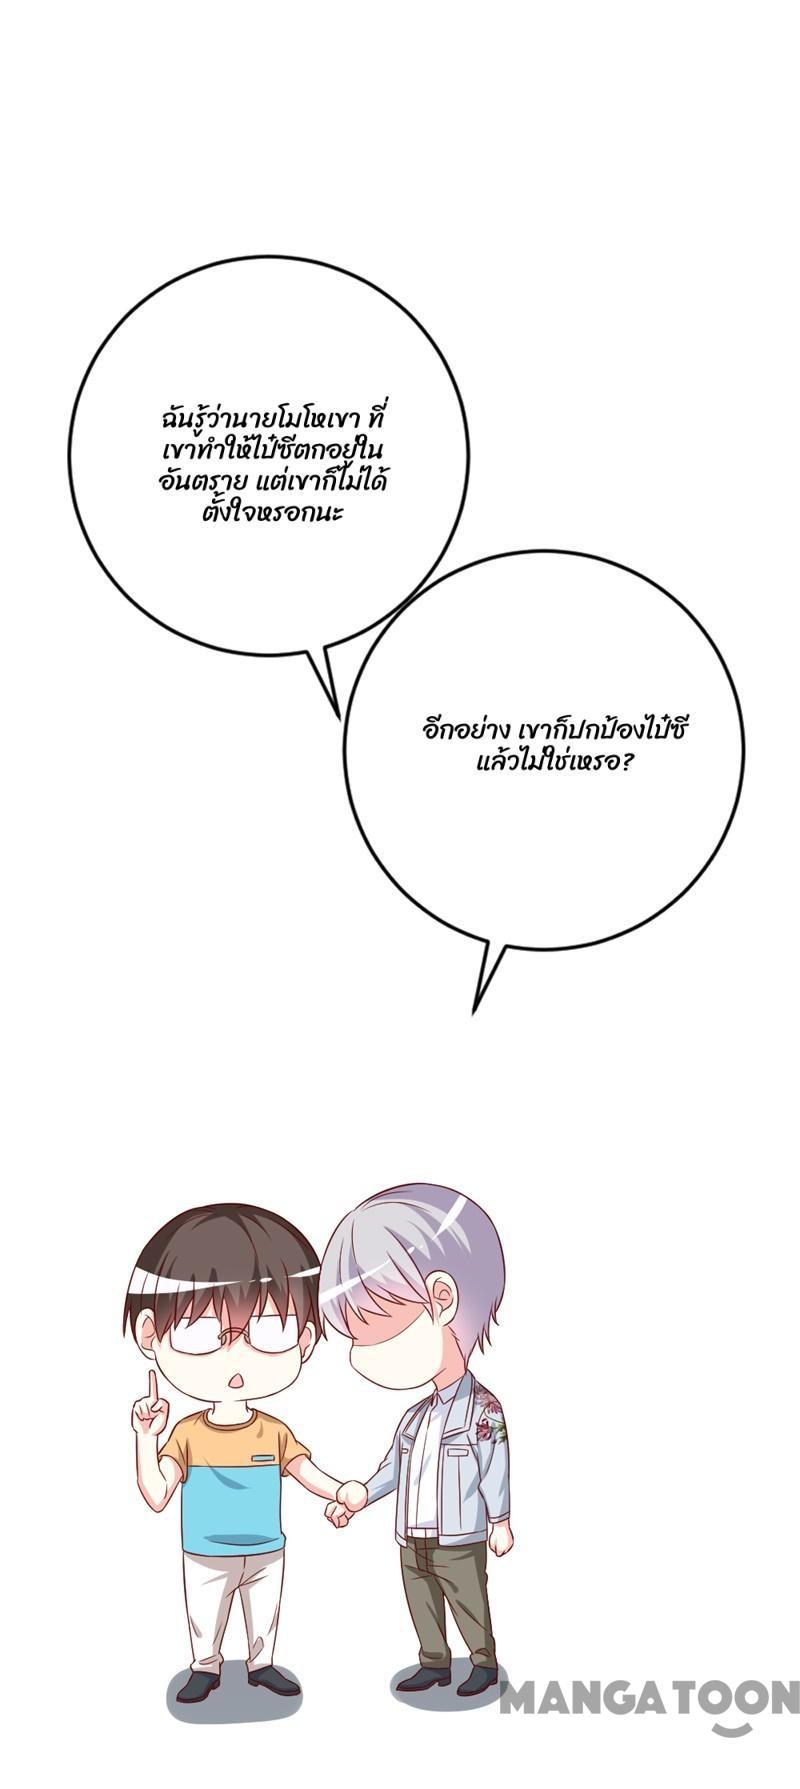 ฉันรู้ว่านายโมโหเขา ที่
เขาทำให้ไป๋ซีตกอยู่ใน
อันตราย แต่เขาก็ไม่ได้
ตั้งใจหรอกนะ
อีกอย่าง เขาก็ปกป้องไป๋ซี
แล้วไม่ใช่เหรอ?
MANGATOON